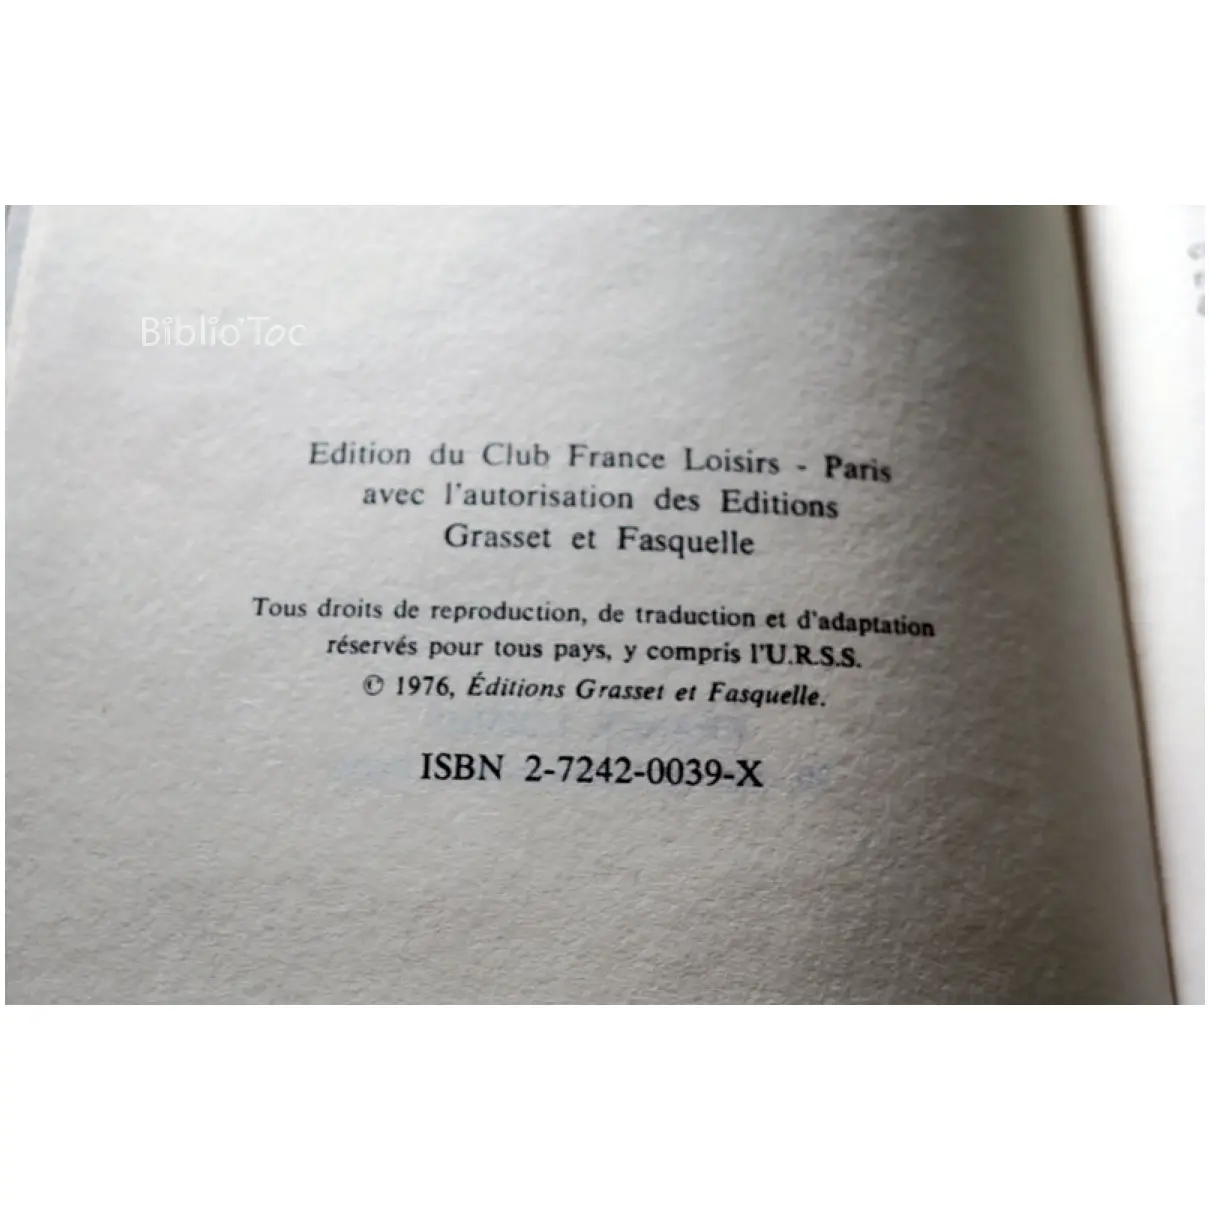 Biblio'Toc
Edition du Club France Loisirs - Paris
avec l'autorisation des Editions
Grasset et Fasquelle
Tous droits de reproduction, de traduction et d'adaptation
réservés pour tous pays, y compris l'U.R.S.S.
© 1976, Éditions Grasset et Fasquelle.
ISBN 2-7242-0039-X